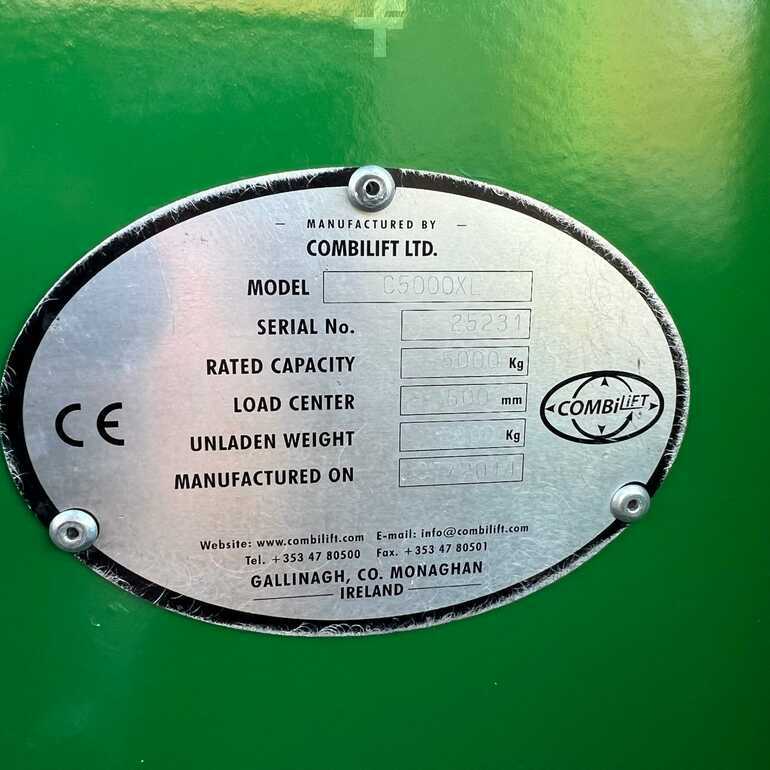 — MANUFACTURED BY —
COMBILIFT LTD.
MODEL C5000XL
SERIAL No. 25231
RATED CAPACITY 5000 Kg
LOAD CENTER 600 mm
UNLADEN WEIGHT Kg
MANUFACTURED ON
CE
COMBiLiFT
Website: www.combilift.com E-mail: info@combilift.com
Tel. +353 47 80500 Fax. +353 47 80501
GALLINAGH, CO. MONAGHAN
IRELAND